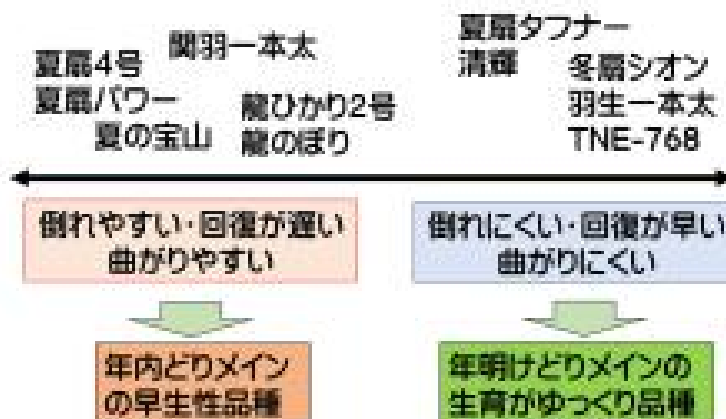 夏扇4号
関羽一本太
夏扇パワー
夏の宝山
龍ひかり2号
龍のぼり
夏扇タフナー
清輝
冬扇シオン
羽生一本太
TNE-768
倒れやすい・回復が遅い
曲がりやすい
倒れにくい・回復が早い
曲がりにくい
年内どりメイン
の早生性品種
年明けどりメインの
生育がゆっくり品種